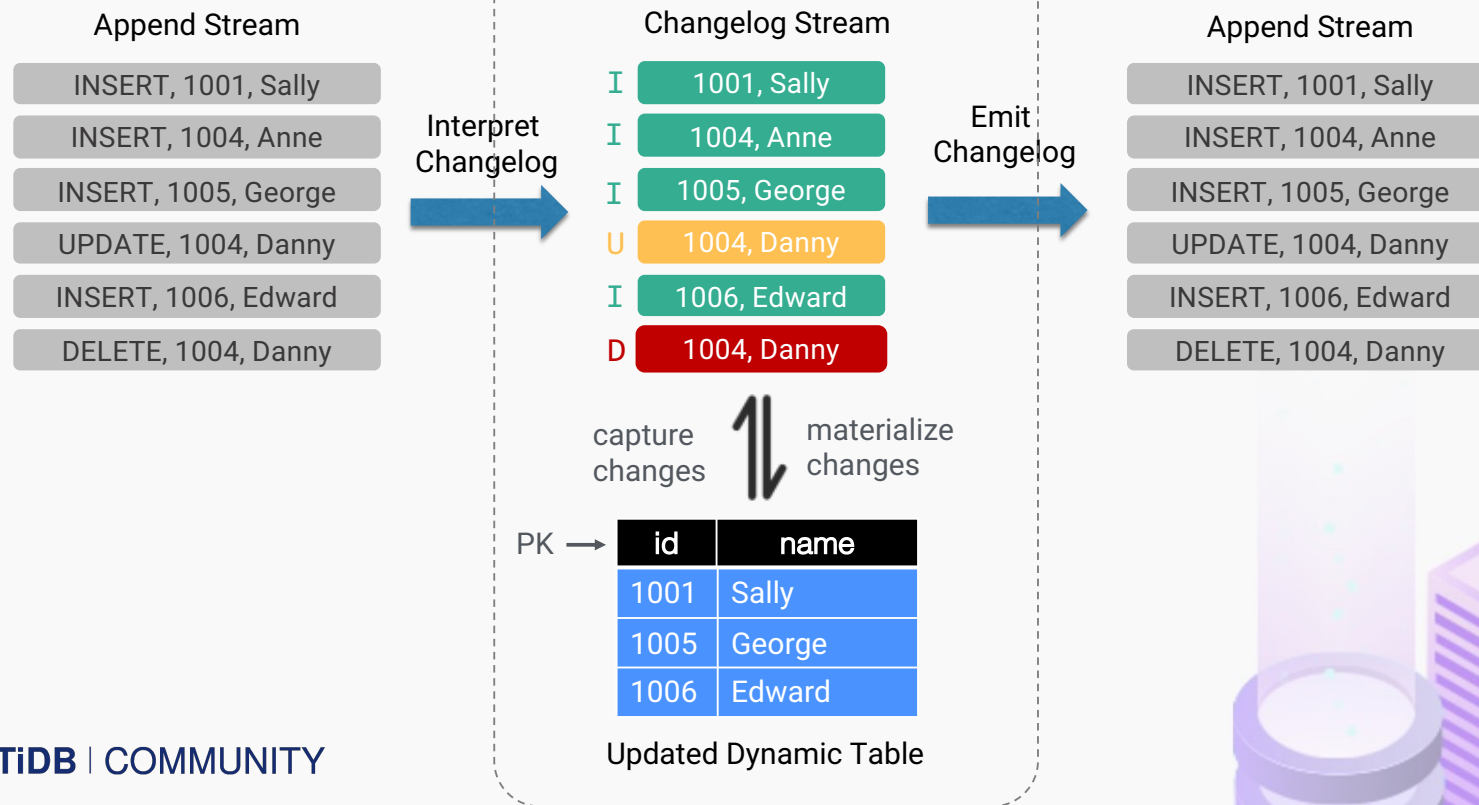 Append Stream
INSERT, 1001, Sally
INSERT, 1004, Anne
INSERT, 1005, George
UPDATE, 1004, Danny
INSERT, 1006, Edward
DELETE, 1004, Danny
Interpret
Changelog
Changelog Stream
I 1001, Sally
I 1004, Anne
I 1005, George
U 1004, Danny
I 1006, Edward
D 1004, Danny
capture
changes
materialize
changes
PK
id name
1001 Sally
1005 George
1006 Edward
Updated Dynamic Table
Emit
Changelog
Append Stream
INSERT, 1001, Sally
INSERT, 1004, Anne
INSERT, 1005, George
UPDATE, 1004, Danny
INSERT, 1006, Edward
DELETE, 1004, Danny
TiDB | COMMUNITY